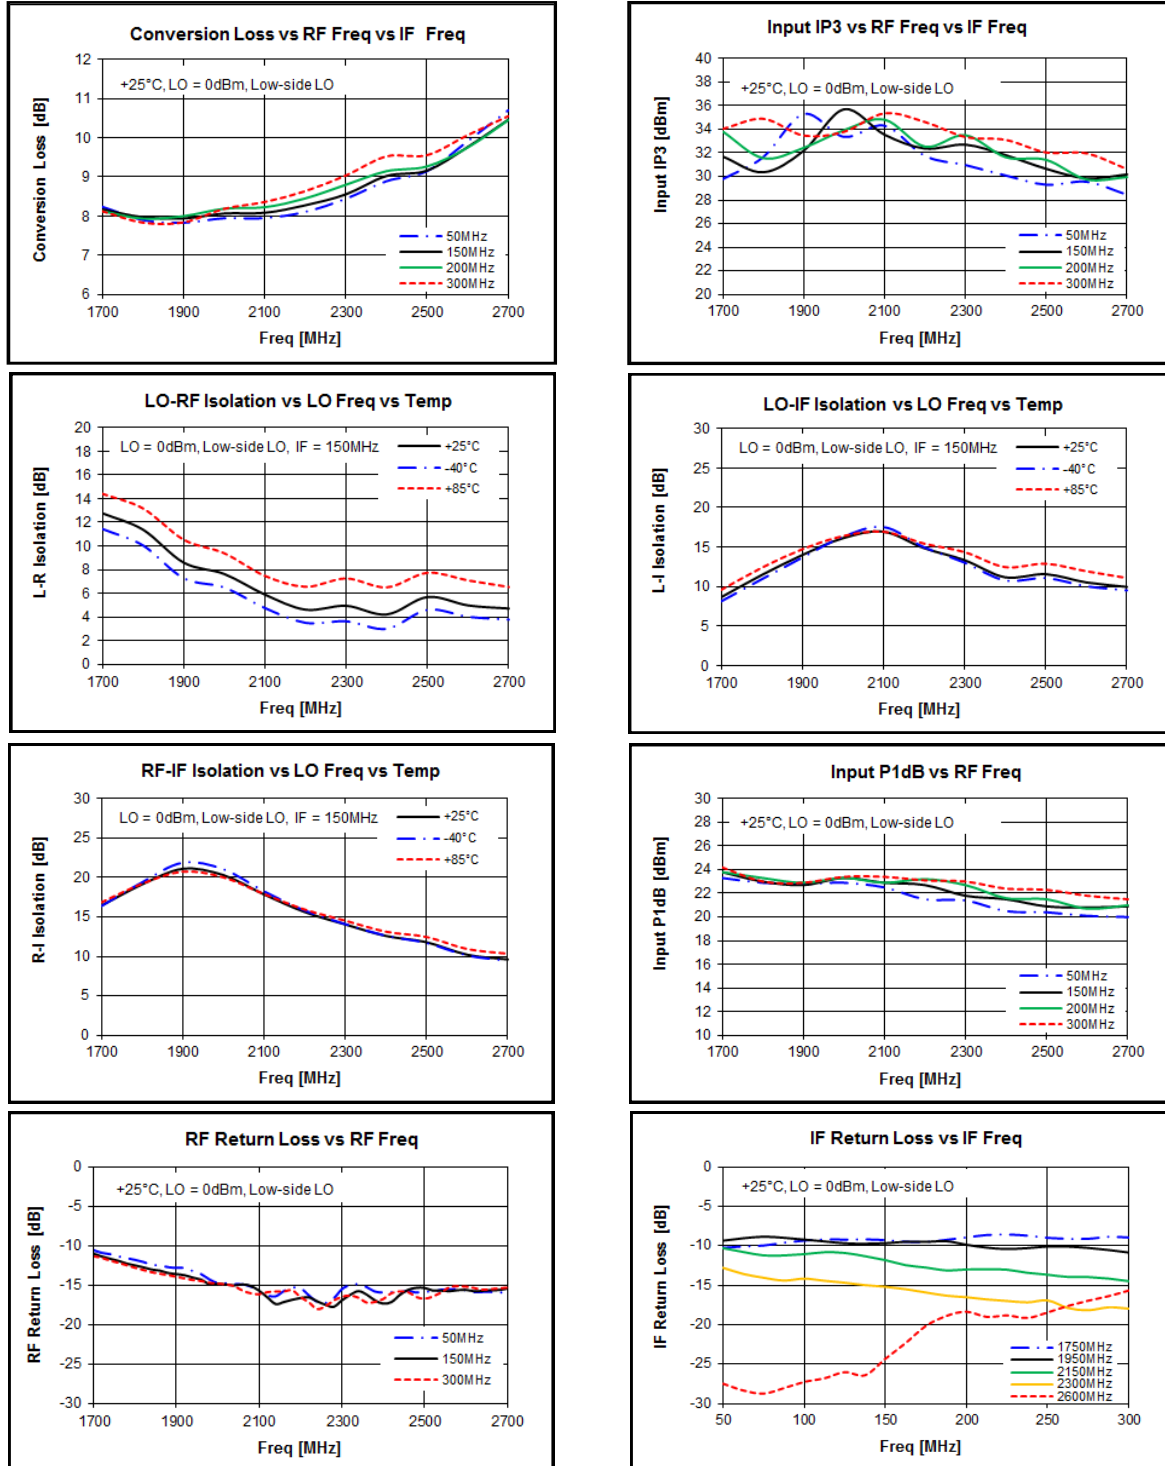 Conversion Loss vs RF Freq vs IF Freq
+25°C, LO = 0dBm, Low-side LO
Conversion Loss [dB]
12
11
10
9
8
7
6
50MHz
150MHz
200MHz
300MHz
1700 1900 2100 2300 2500 2700
Freq [MHz]
Input IP3 vs RF Freq vs IF Freq
+25°C, LO = 0dBm, Low-side LO
Input IP3 [dBm]
40
38
36
34
32
30
28
26
24
22
20
50MHz
150MHz
200MHz
300MHz
1700 1900 2100 2300 2500 2700
Freq [MHz]
LO-RF Isolation vs LO Freq vs Temp
LO = 0dBm, Low-side LO, IF = 150MHz
+25°C
-40°C
+85°C
L-R Isolation [dB]
20
18
16
14
12
10
8
6
4
2
0
1700 1900 2100 2300 2500 2700
Freq [MHz]
LO-IF Isolation vs LO Freq vs Temp
LO = 0dBm, Low-side LO, IF = 150MHz
+25°C
-40°C
+85°C
L-I Isolation [dB]
30
25
20
15
10
5
0
1700 1900 2100 2300 2500 2700
Freq [MHz]
RF-IF Isolation vs LO Freq vs Temp
LO = 0dBm, Low-side LO, IF = 150MHz
+25°C
-40°C
+85°C
R-I Isolation [dB]
30
25
20
15
10
5
0
1700 1900 2100 2300 2500 2700
Freq [MHz]
Input P1dB vs RF Freq
+25°C, LO = 0dBm, Low-side LO
Input P1dB [dBm]
30
28
26
24
22
20
18
16
14
12
10
50MHz
150MHz
200MHz
300MHz
1700 1900 2100 2300 2500 2700
Freq [MHz]
RF Return Loss vs RF Freq
+25°C, LO = 0dBm, Low-side LO
RF Return Loss [dB]
0
-5
-10
-15
-20
-25
-30
50MHz
150MHz
300MHz
1700 1900 2100 2300 2500 2700
Freq [MHz]
IF Return Loss vs IF Freq
+25°C, LO = 0dBm, Low-side LO
IF Return Loss [dB]
0
-5
-10
-15
-20
-25
-30
1750MHz
1950MHz
2150MHz
2300MHz
2600MHz
50 100 150 200 250 300
Freq [MHz]